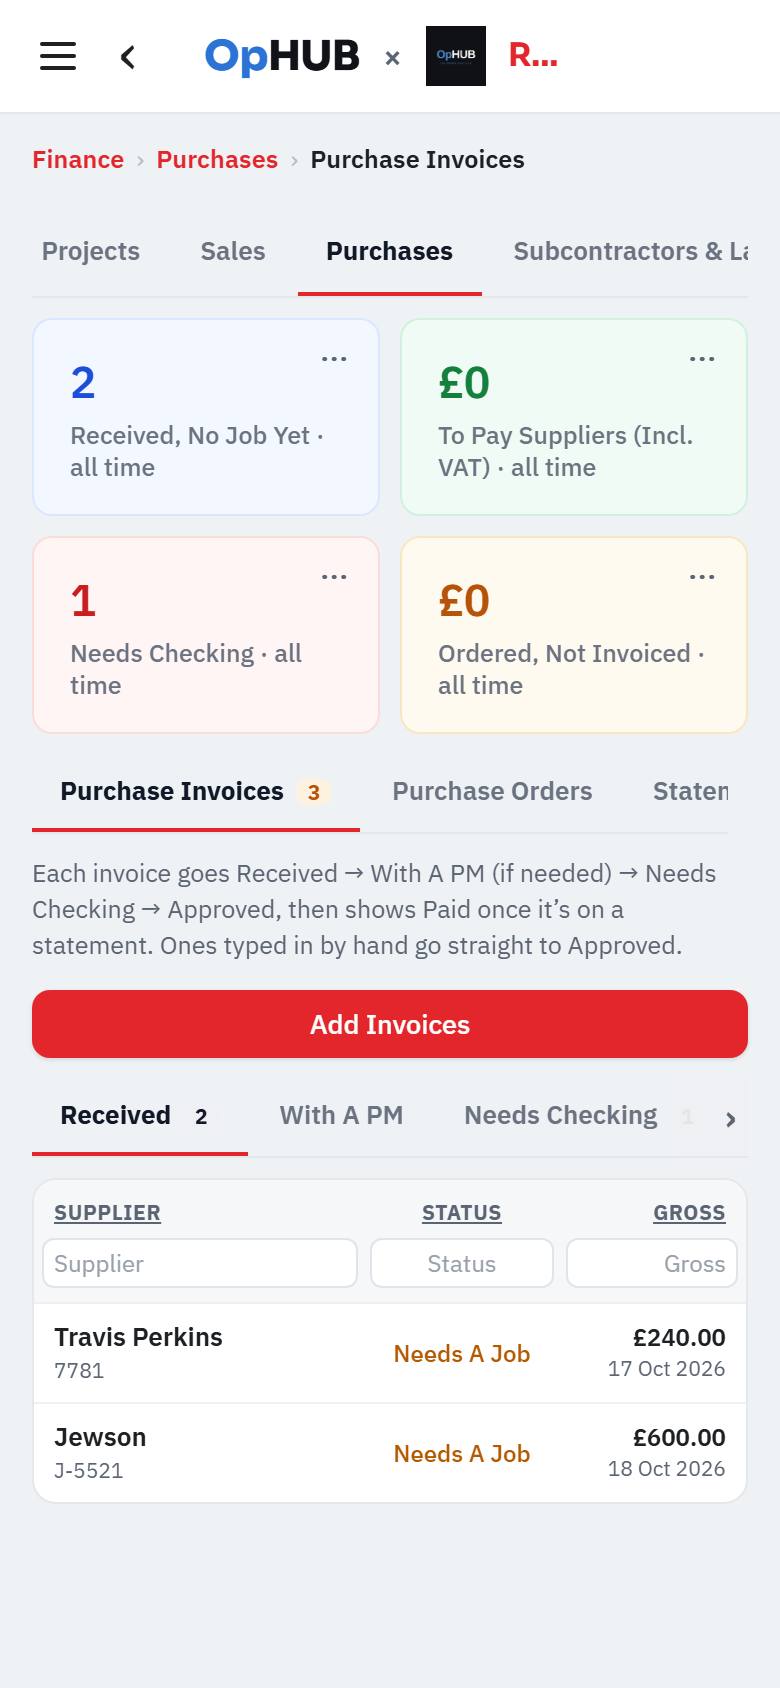 OpHUB × OpHUB R...
Finance › Purchases › Purchase Invoices
Projects Sales Purchases Subcontractors & La
2
Received, No Job Yet ·
all time
£0
To Pay Suppliers (Incl.
VAT) · all time
1
Needs Checking · all
time
£0
Ordered, Not Invoiced ·
all time
Purchase Invoices 3 Purchase Orders Staten
Each invoice goes Received → With A PM (if needed) → Needs
Checking → Approved, then shows Paid once it’s on a
statement. Ones typed in by hand go straight to Approved.
Add Invoices
Received 2 With A PM Needs Checking 1
SUPPLIER STATUS GROSS
Supplier Status Gross
Travis Perkins Needs A Job £240.00
7781 17 Oct 2026
Jewson Needs A Job £600.00
J-5521 18 Oct 2026